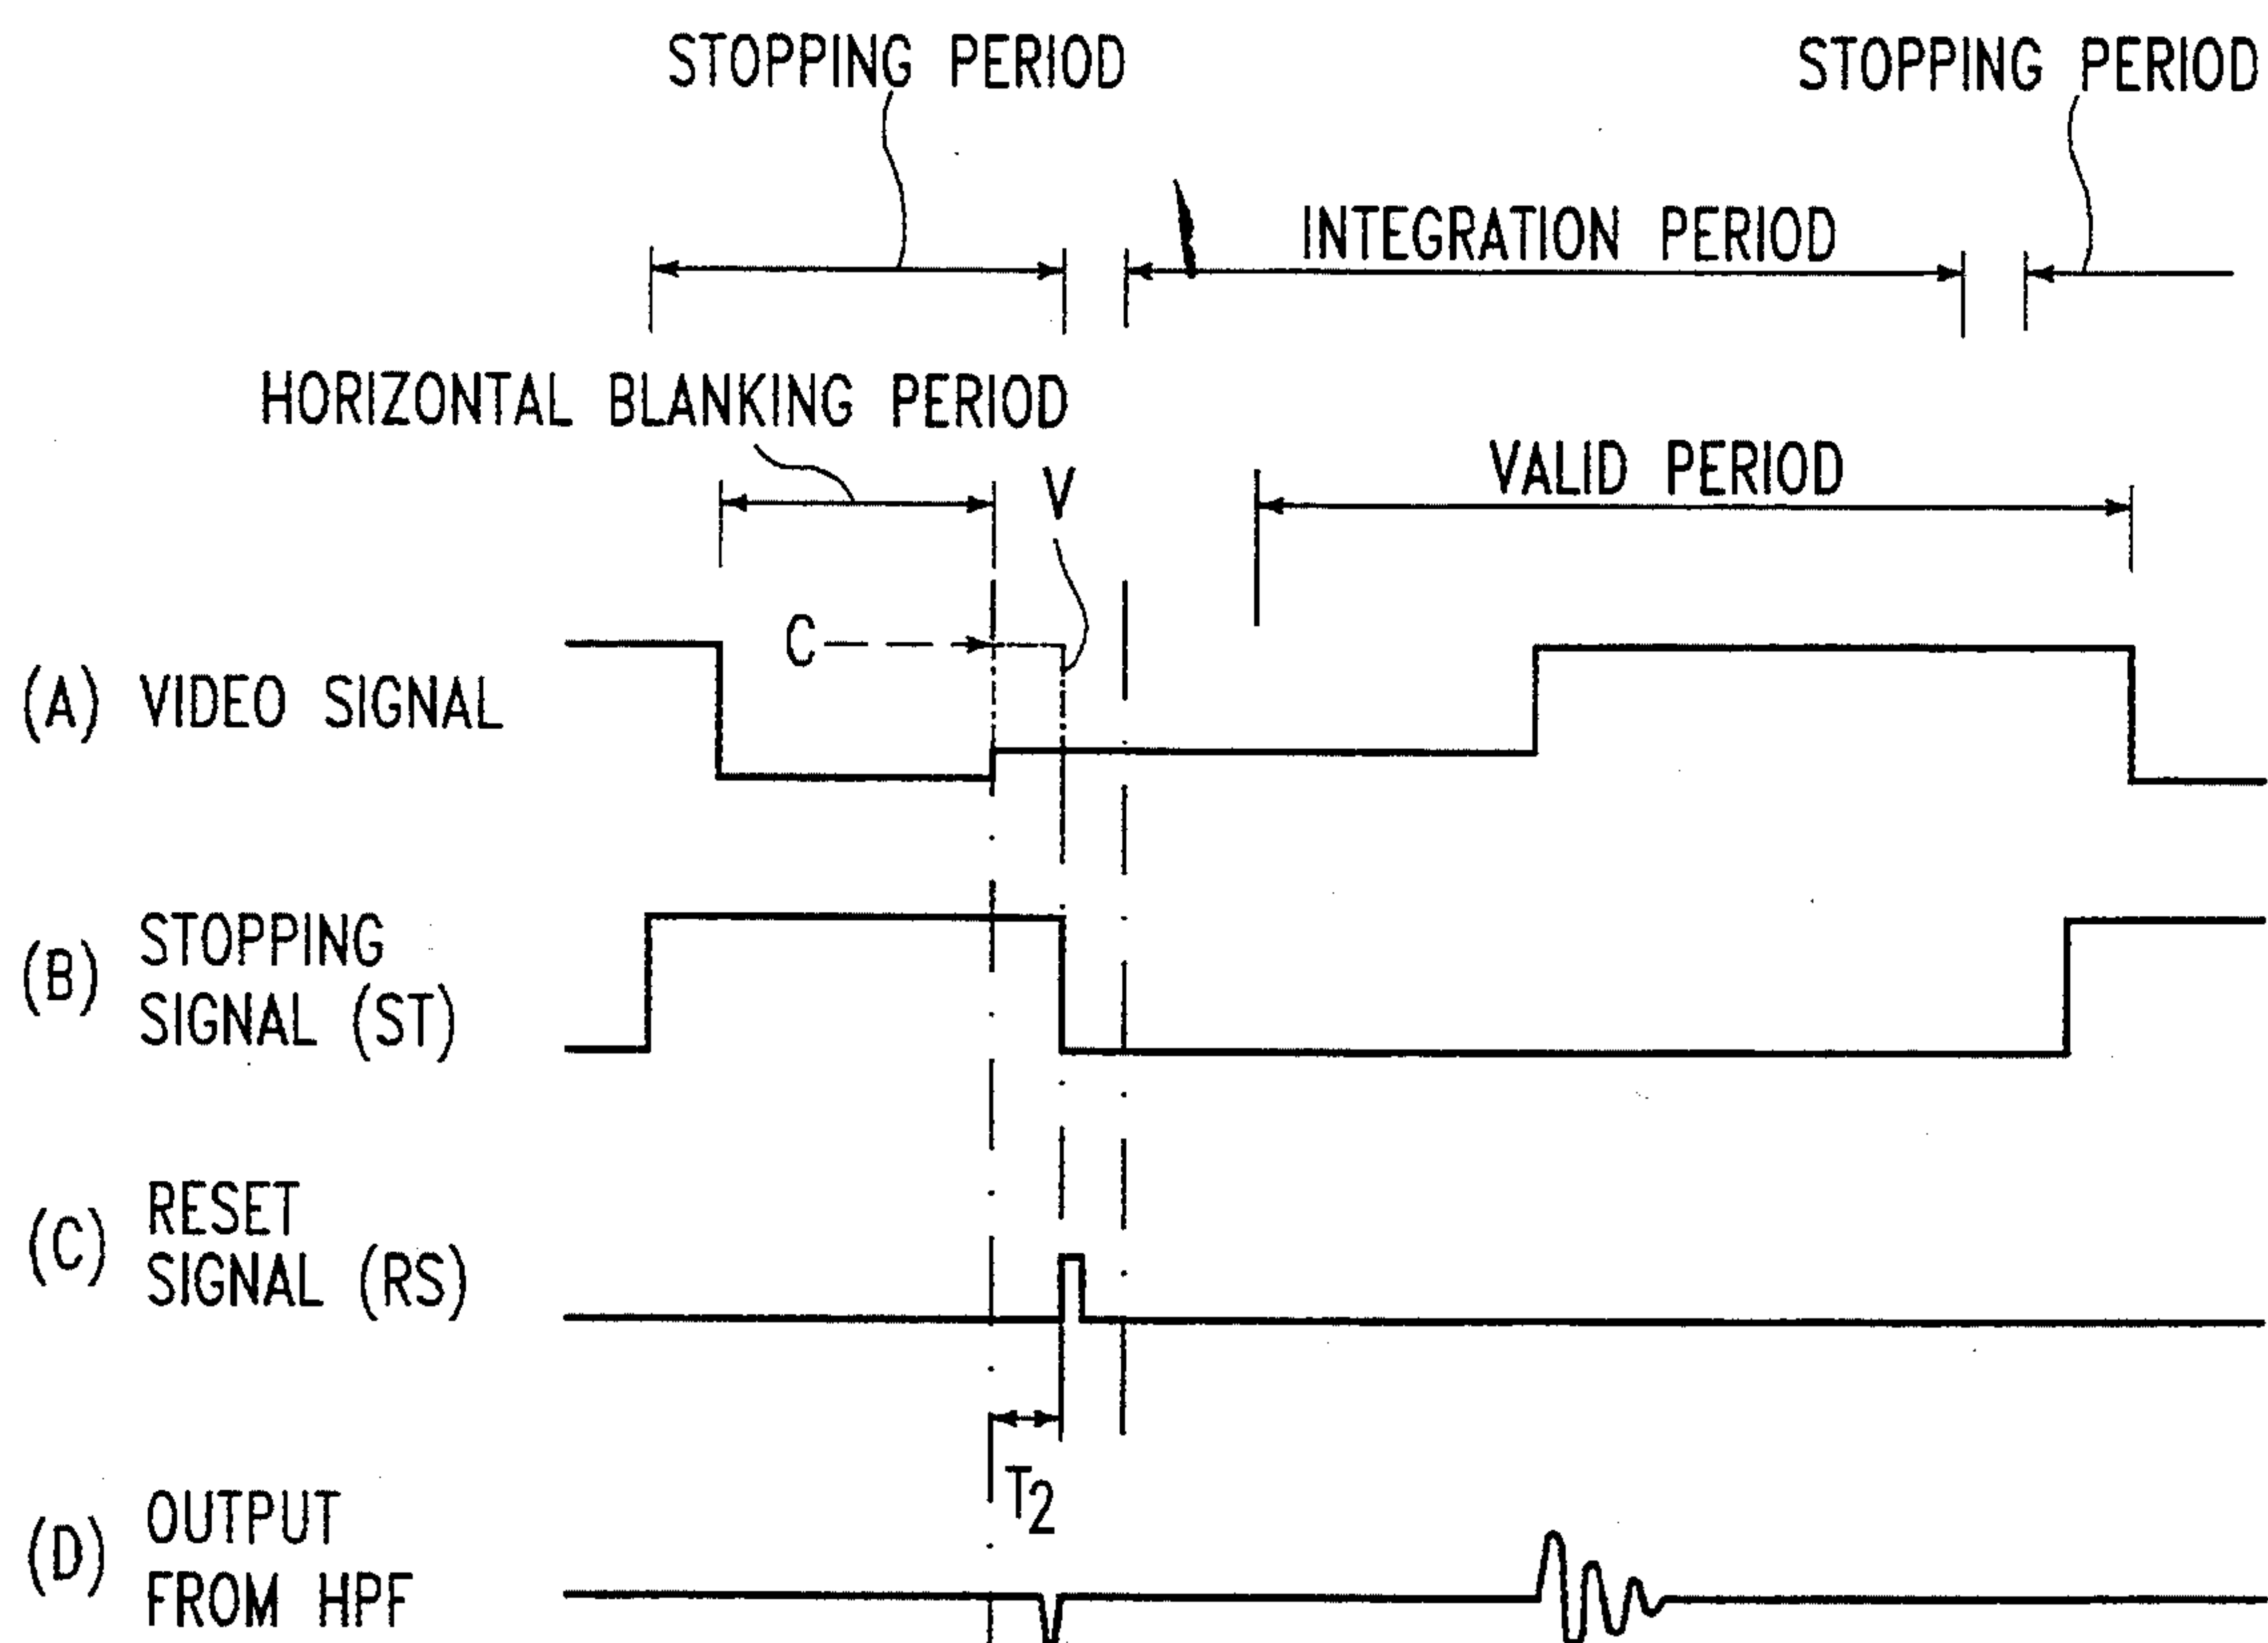 STOPPING PERIOD
STOPPING PERIOD
INTEGRATION PERIOD
HORIZONTAL BLANKING PERIOD
V
VALID PERIOD
C
(A) VIDEO SIGNAL
(B) STOPPING
SIGNAL (ST)
(C) RESET
SIGNAL (RS)
T2
(D) OUTPUT
FROM HPF